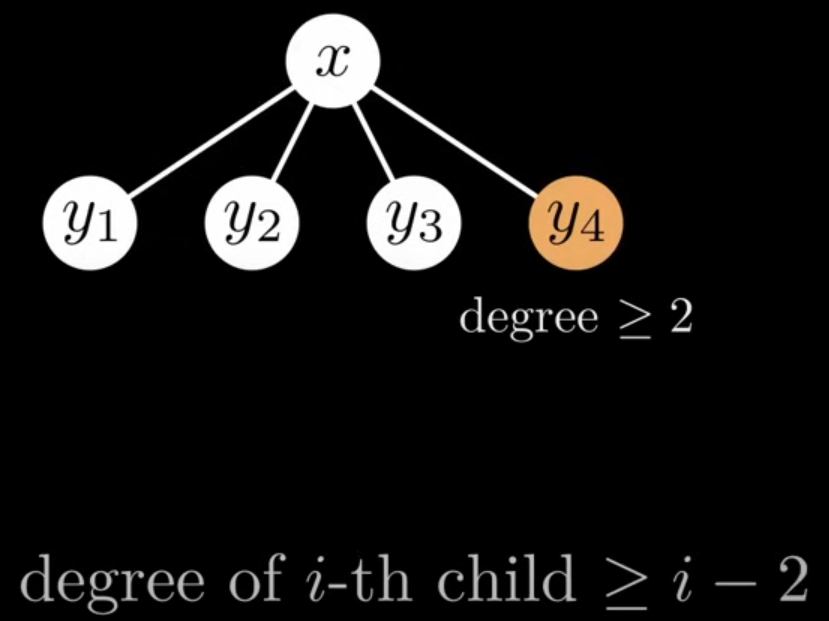 x
y₁ y₂ y₃ y₄
degree ≥ 2
degree of i-th child ≥ i − 2